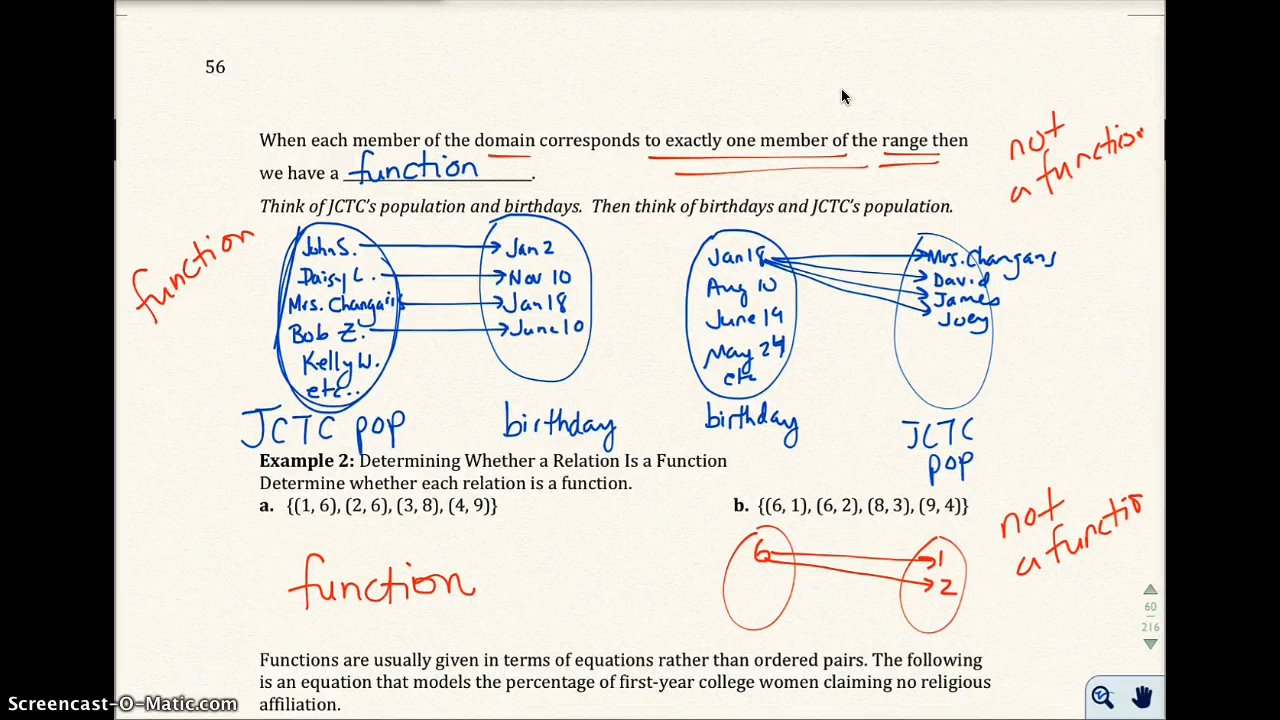 56
When each member of the domain corresponds to exactly one member of the range then
we have a function.
not
a function
Think of JCTC's population and birthdays. Then think of birthdays and JCTC's population.
function
John S.
Daisy L.
Mrs. Changaris
Bob Z.
Kelly W.
etc..
JCTC pop
Jan 2
Nov 10
Jan 18
June 10
birthday
Jan 18
Aug 10
June 14
May 24
etc
birthday
Mrs. Changaris
David
James
Joey
JCTC
pop
Example 2: Determining Whether a Relation Is a Function
Determine whether each relation is a function.
a. {(1, 6), (2, 6), (3, 8), (4, 9)}
b. {(6, 1), (6, 2), (8, 3), (9, 4)}
function
6
1
2
not
a functio
Functions are usually given in terms of equations rather than ordered pairs. The following
is an equation that models the percentage of first-year college women claiming no religious
affiliation.
60
216
Screencast-O-Matic.com